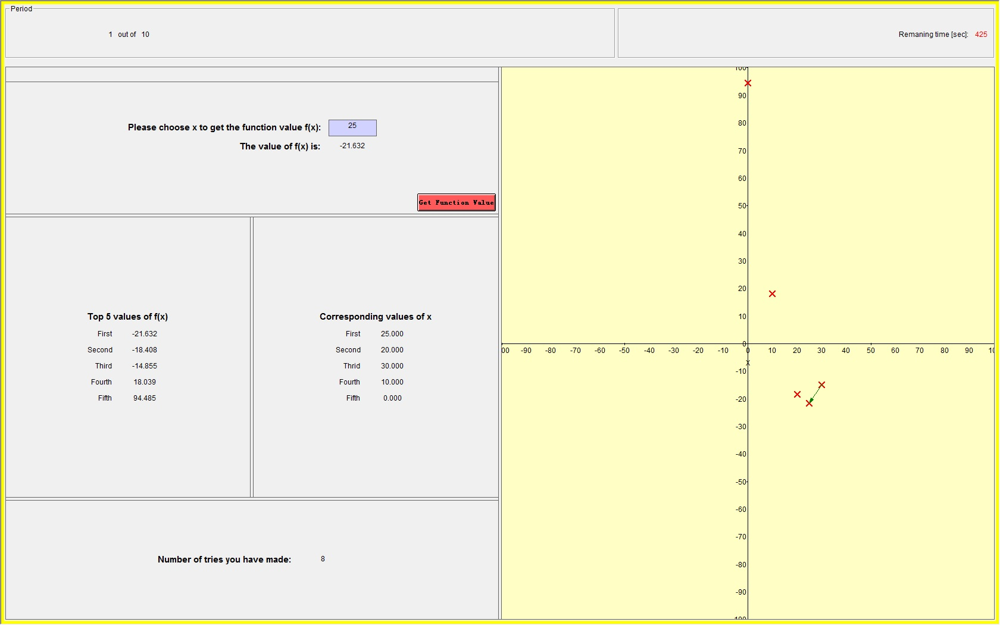 Period
1 out of 10
Remaning time [sec]: 425
Please choose x to get the function value f(x): 25
The value of f(x) is: -21.632
Get Function Value
Top 5 values of f(x)
First -21.632
Second -18.408
Third -14.855
Fourth 18.039
Fifth 94.485
Corresponding values of x
First 25.000
Second 20.000
Thrid 30.000
Fourth 10.000
Fifth 0.000
Number of tries you have made: 8
100
90
80
70
60
50
40
30
20
10
0
00 -90 -80 -70 -60 -50 -40 -30 -20 -10 0 10 20 30 40 50 60 70 80 90 10
X
-10
-20
-30
-40
-50
-60
-70
-80
-90
-100